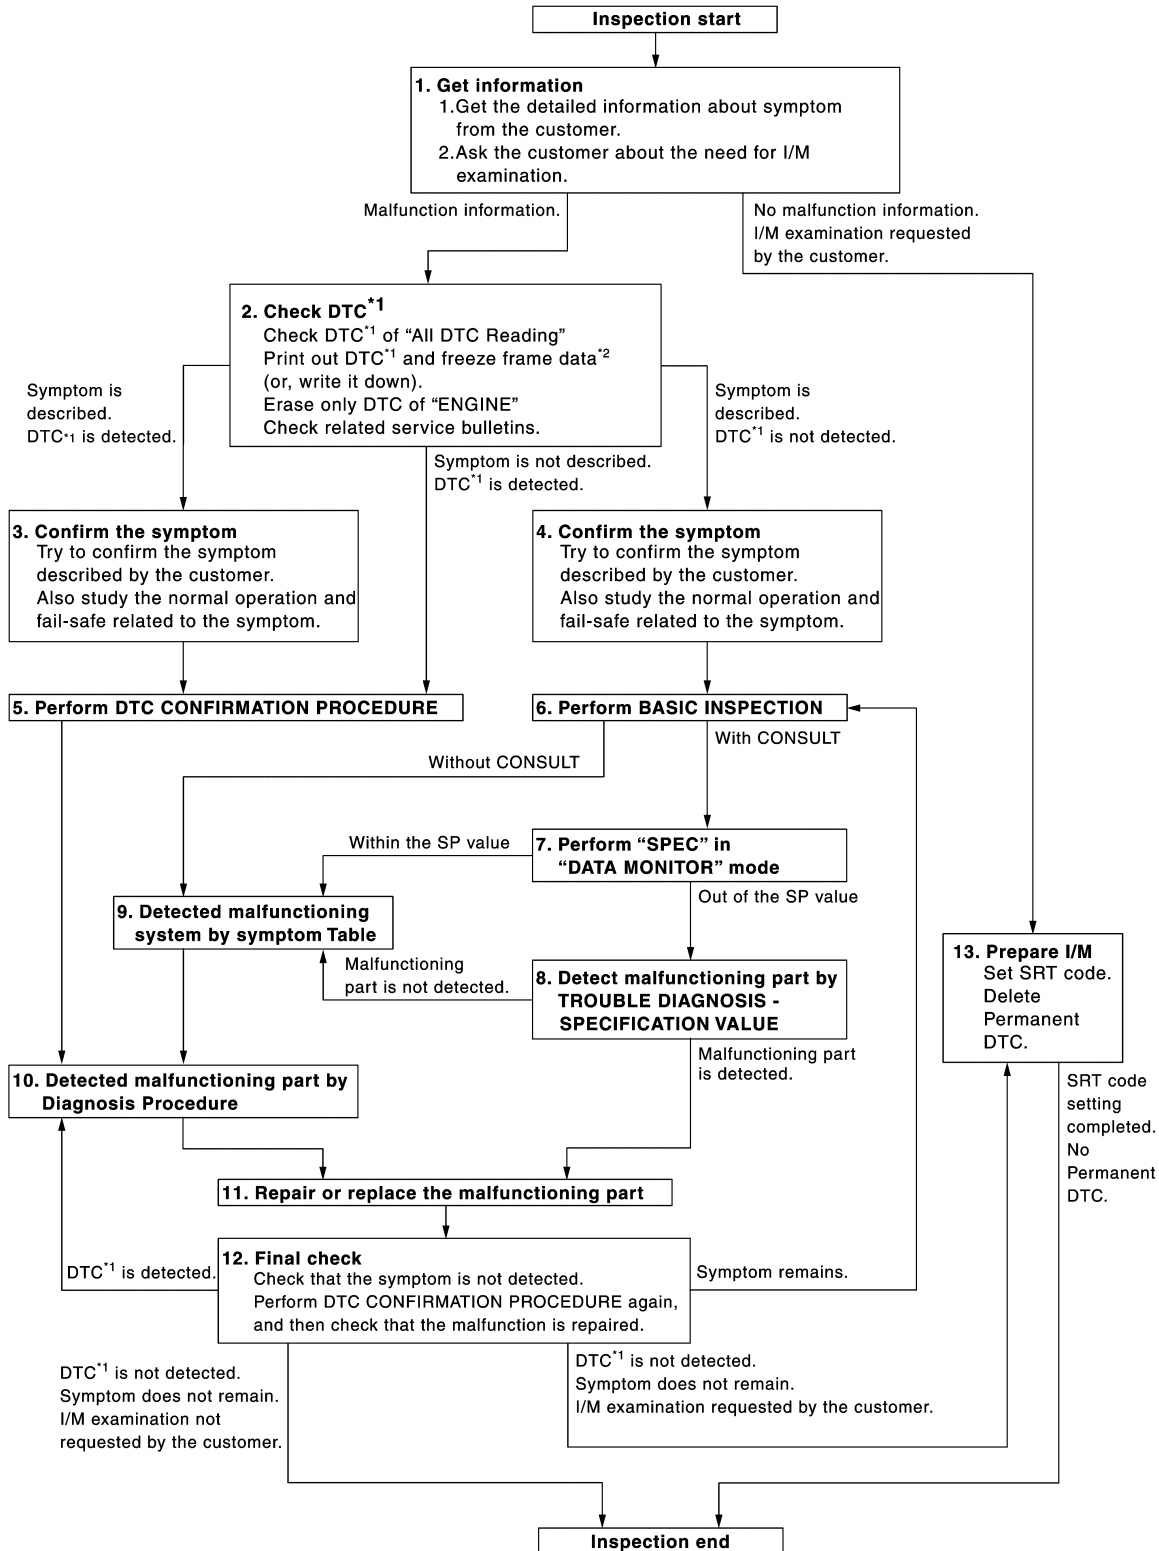 Inspection start
1. Get information
1.Get the detailed information about symptom
from the customer.
2.Ask the customer about the need for I/M
examination.
Malfunction information.
No malfunction information.
I/M examination requested
by the customer.
2. Check DTC*1
Check DTC*1 of “All DTC Reading”
Print out DTC*1 and freeze frame data*2
(or, write it down).
Erase only DTC of “ENGINE”
Check related service bulletins.
Symptom is
described.
DTC*1 is detected.
Symptom is
described.
DTC*1 is not detected.
Symptom is not described.
DTC*1 is detected.
3. Confirm the symptom
Try to confirm the symptom
described by the customer.
Also study the normal operation and
fail-safe related to the symptom.
4. Confirm the symptom
Try to confirm the symptom
described by the customer.
Also study the normal operation and
fail-safe related to the symptom.
5. Perform DTC CONFIRMATION PROCEDURE
6. Perform BASIC INSPECTION
With CONSULT
Without CONSULT
7. Perform “SPEC” in
“DATA MONITOR” mode
Within the SP value
Out of the SP value
9. Detected malfunctioning
system by symptom Table
Malfunctioning
part is not detected.
8. Detect malfunctioning part by
TROUBLE DIAGNOSIS -
SPECIFICATION VALUE
13. Prepare I/M
Set SRT code.
Delete
Permanent
DTC.
Malfunctioning part
is detected.
10. Detected malfunctioning part by
Diagnosis Procedure
SRT code
setting
completed.
No
Permanent
DTC.
11. Repair or replace the malfunctioning part
12. Final check
Check that the symptom is not detected.
Perform DTC CONFIRMATION PROCEDURE again,
and then check that the malfunction is repaired.
DTC*1 is detected.
Symptom remains.
DTC*1 is not detected.
Symptom does not remain.
I/M examination not
requested by the customer.
DTC*1 is not detected.
Symptom does not remain.
I/M examination requested by the customer.
Inspection end